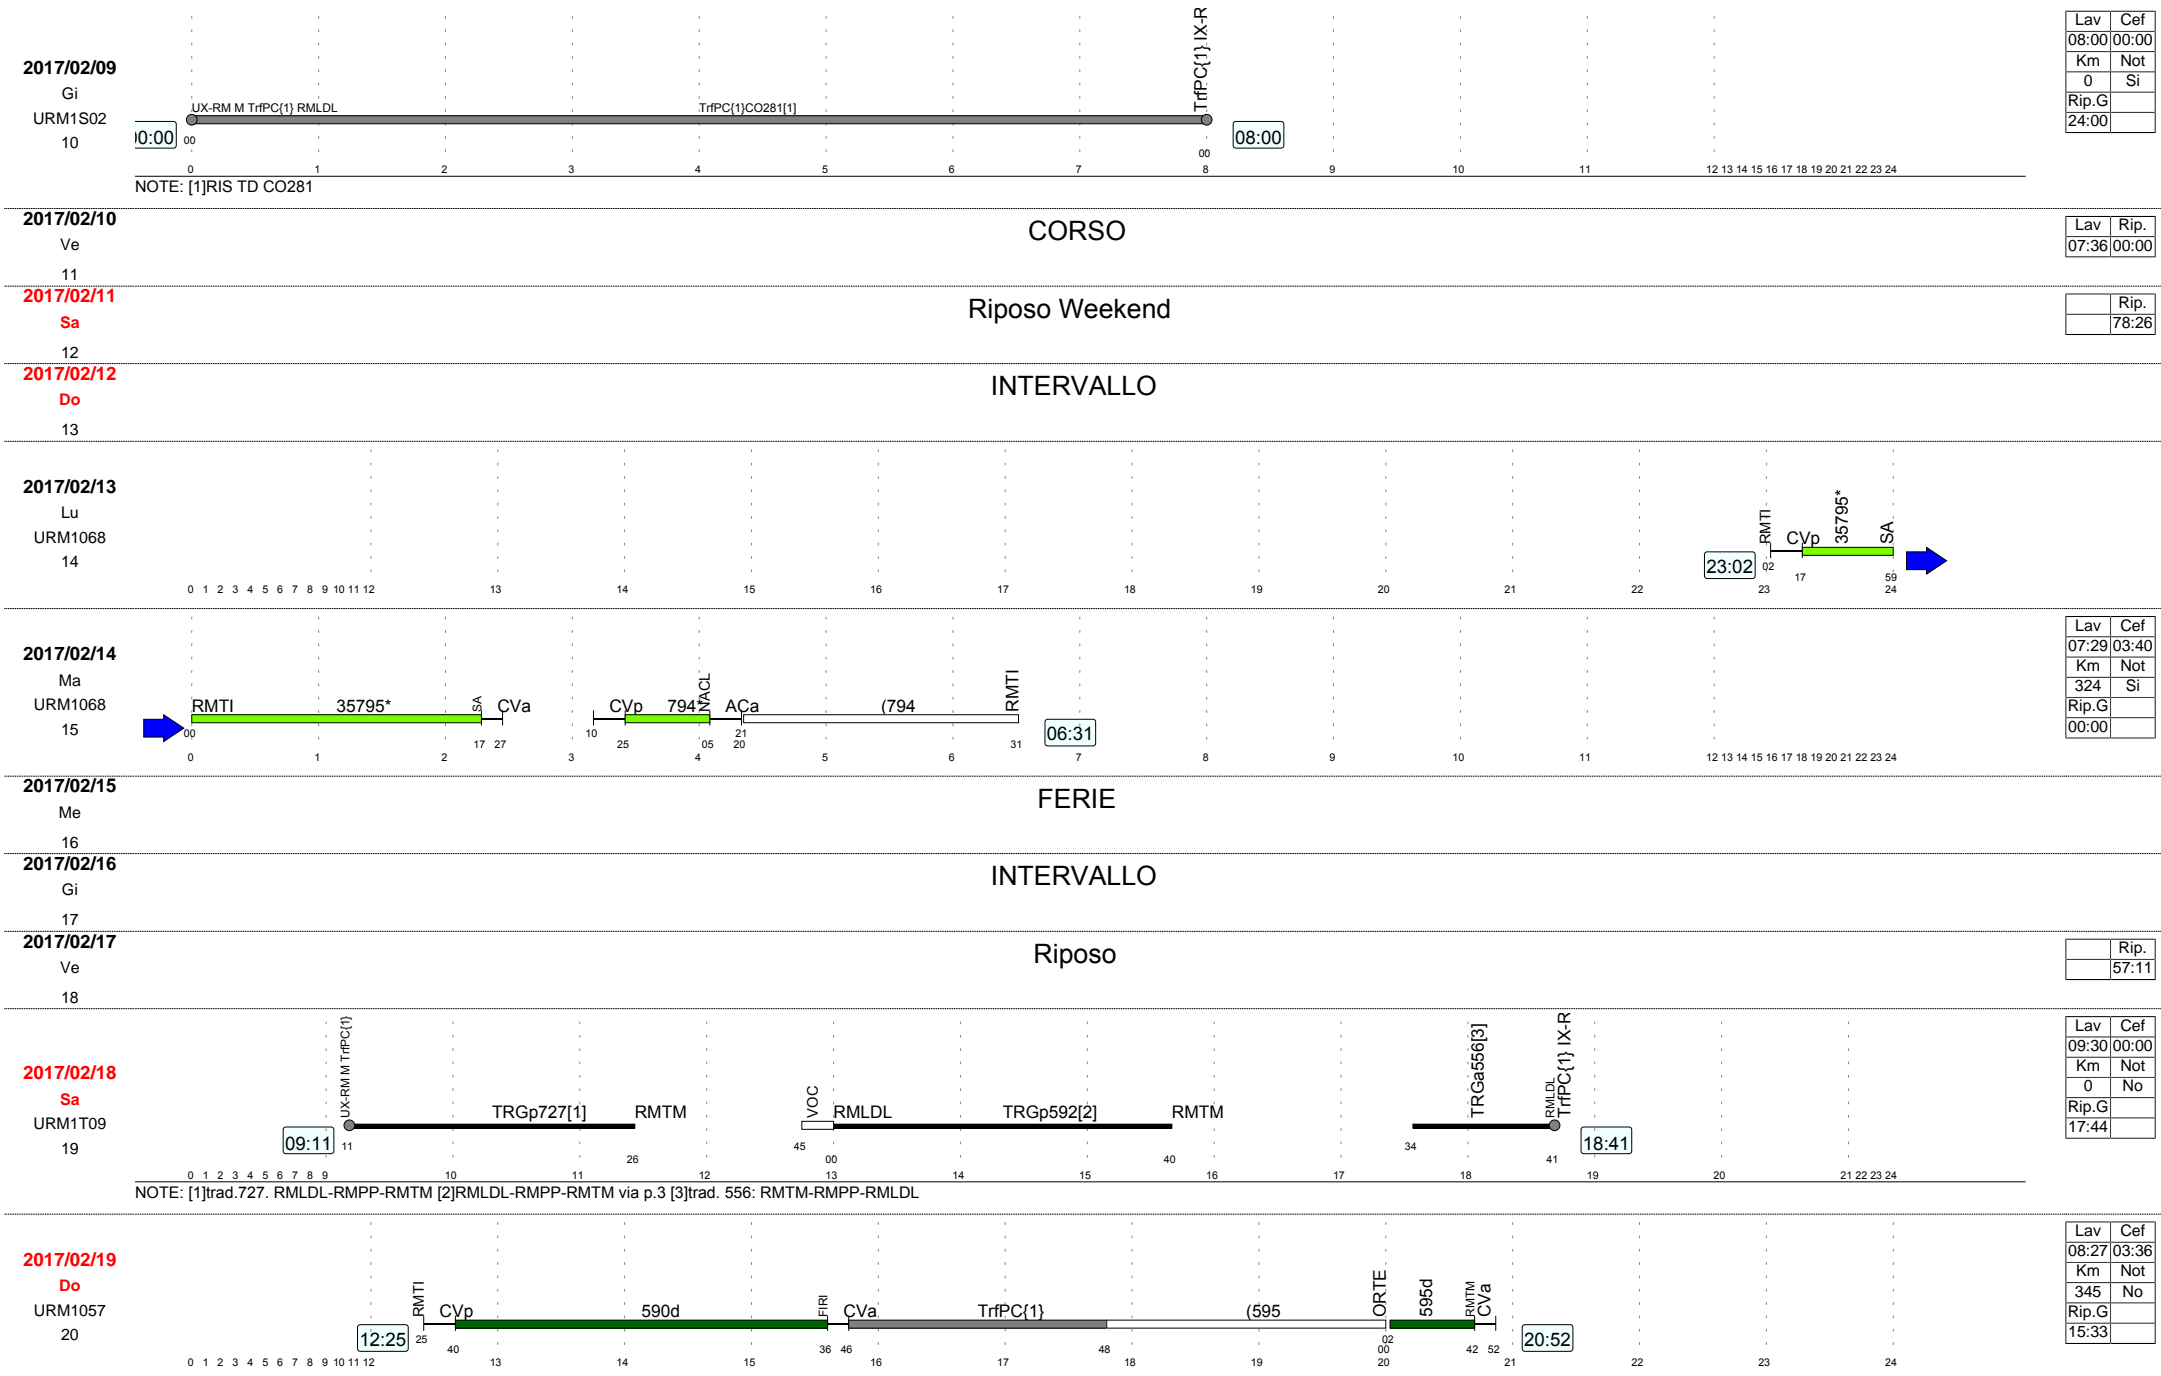 2017/02/09
Gi
URM1S02
10
00:00
00
UX-RM M TrfPC{1} RMLDL
TrfPC{1}CO281[1]
TrfPC{1} IX-R
00
08:00
0 1 2 3 4 5 6 7 8 9 10 11 12 13 14 15 16 17 18 19 20 21 22 23 24
NOTE: [1]RIS TD CO281
Lav Cef
08:00 00:00
Km Not
0 Si
Rip.G
24:00
2017/02/10
Ve
11
CORSO
Lav Rip.
07:36 00:00
2017/02/11
Sa
12
Riposo Weekend
Rip.
78:26
2017/02/12
Do
13
INTERVALLO
2017/02/13
Lu
URM1068
14
23:02
RMTI
CVp
35795*
SA
02 17 59
0 1 2 3 4 5 6 7 8 9 10 11 12 13 14 15 16 17 18 19 20 21 22 23 24
2017/02/14
Ma
URM1068
15
RMTI 35795* SA CVa CVp 794* NACL ACa (794 RMTI
00 17 27 10 25 05 21 20 31
06:31
0 1 2 3 4 5 6 7 8 9 10 11 12 13 14 15 16 17 18 19 20 21 22 23 24
Lav Cef
07:29 03:40
Km Not
324 Si
Rip.G
00:00
2017/02/15
Me
16
FERIE
2017/02/16
Gi
17
INTERVALLO
2017/02/17
Ve
18
Riposo
Rip.
57:11
2017/02/18
Sa
URM1T09
19
09:11
UX-RM M TrfPC{1}
TRGp727[1] RMTM VOC RMLDL TRGp592[2] RMTM TRGa556[3] RMLDL TrfPC{1} IX-R
11 26 45 00 40 34 41
18:41
0 1 2 3 4 5 6 7 8 9 10 11 12 13 14 15 16 17 18 19 20 21 22 23 24
NOTE: [1]trad.727. RMLDL-RMPP-RMTM [2]RMLDL-RMPP-RMTM via p.3 [3]trad. 556: RMTM-RMPP-RMLDL
Lav Cef
09:30 00:00
Km Not
0 No
Rip.G
17:44
2017/02/19
Do
URM1057
20
12:25
RMTI CVp 590d FIRI CVa TrfPC{1} (595 ORTE 595d RMTM CVa
25 40 36 46 48 02 00 42 52
20:52
0 1 2 3 4 5 6 7 8 9 10 11 12 13 14 15 16 17 18 19 20 21 22 23 24
Lav Cef
08:27 03:36
Km Not
345 No
Rip.G
15:33